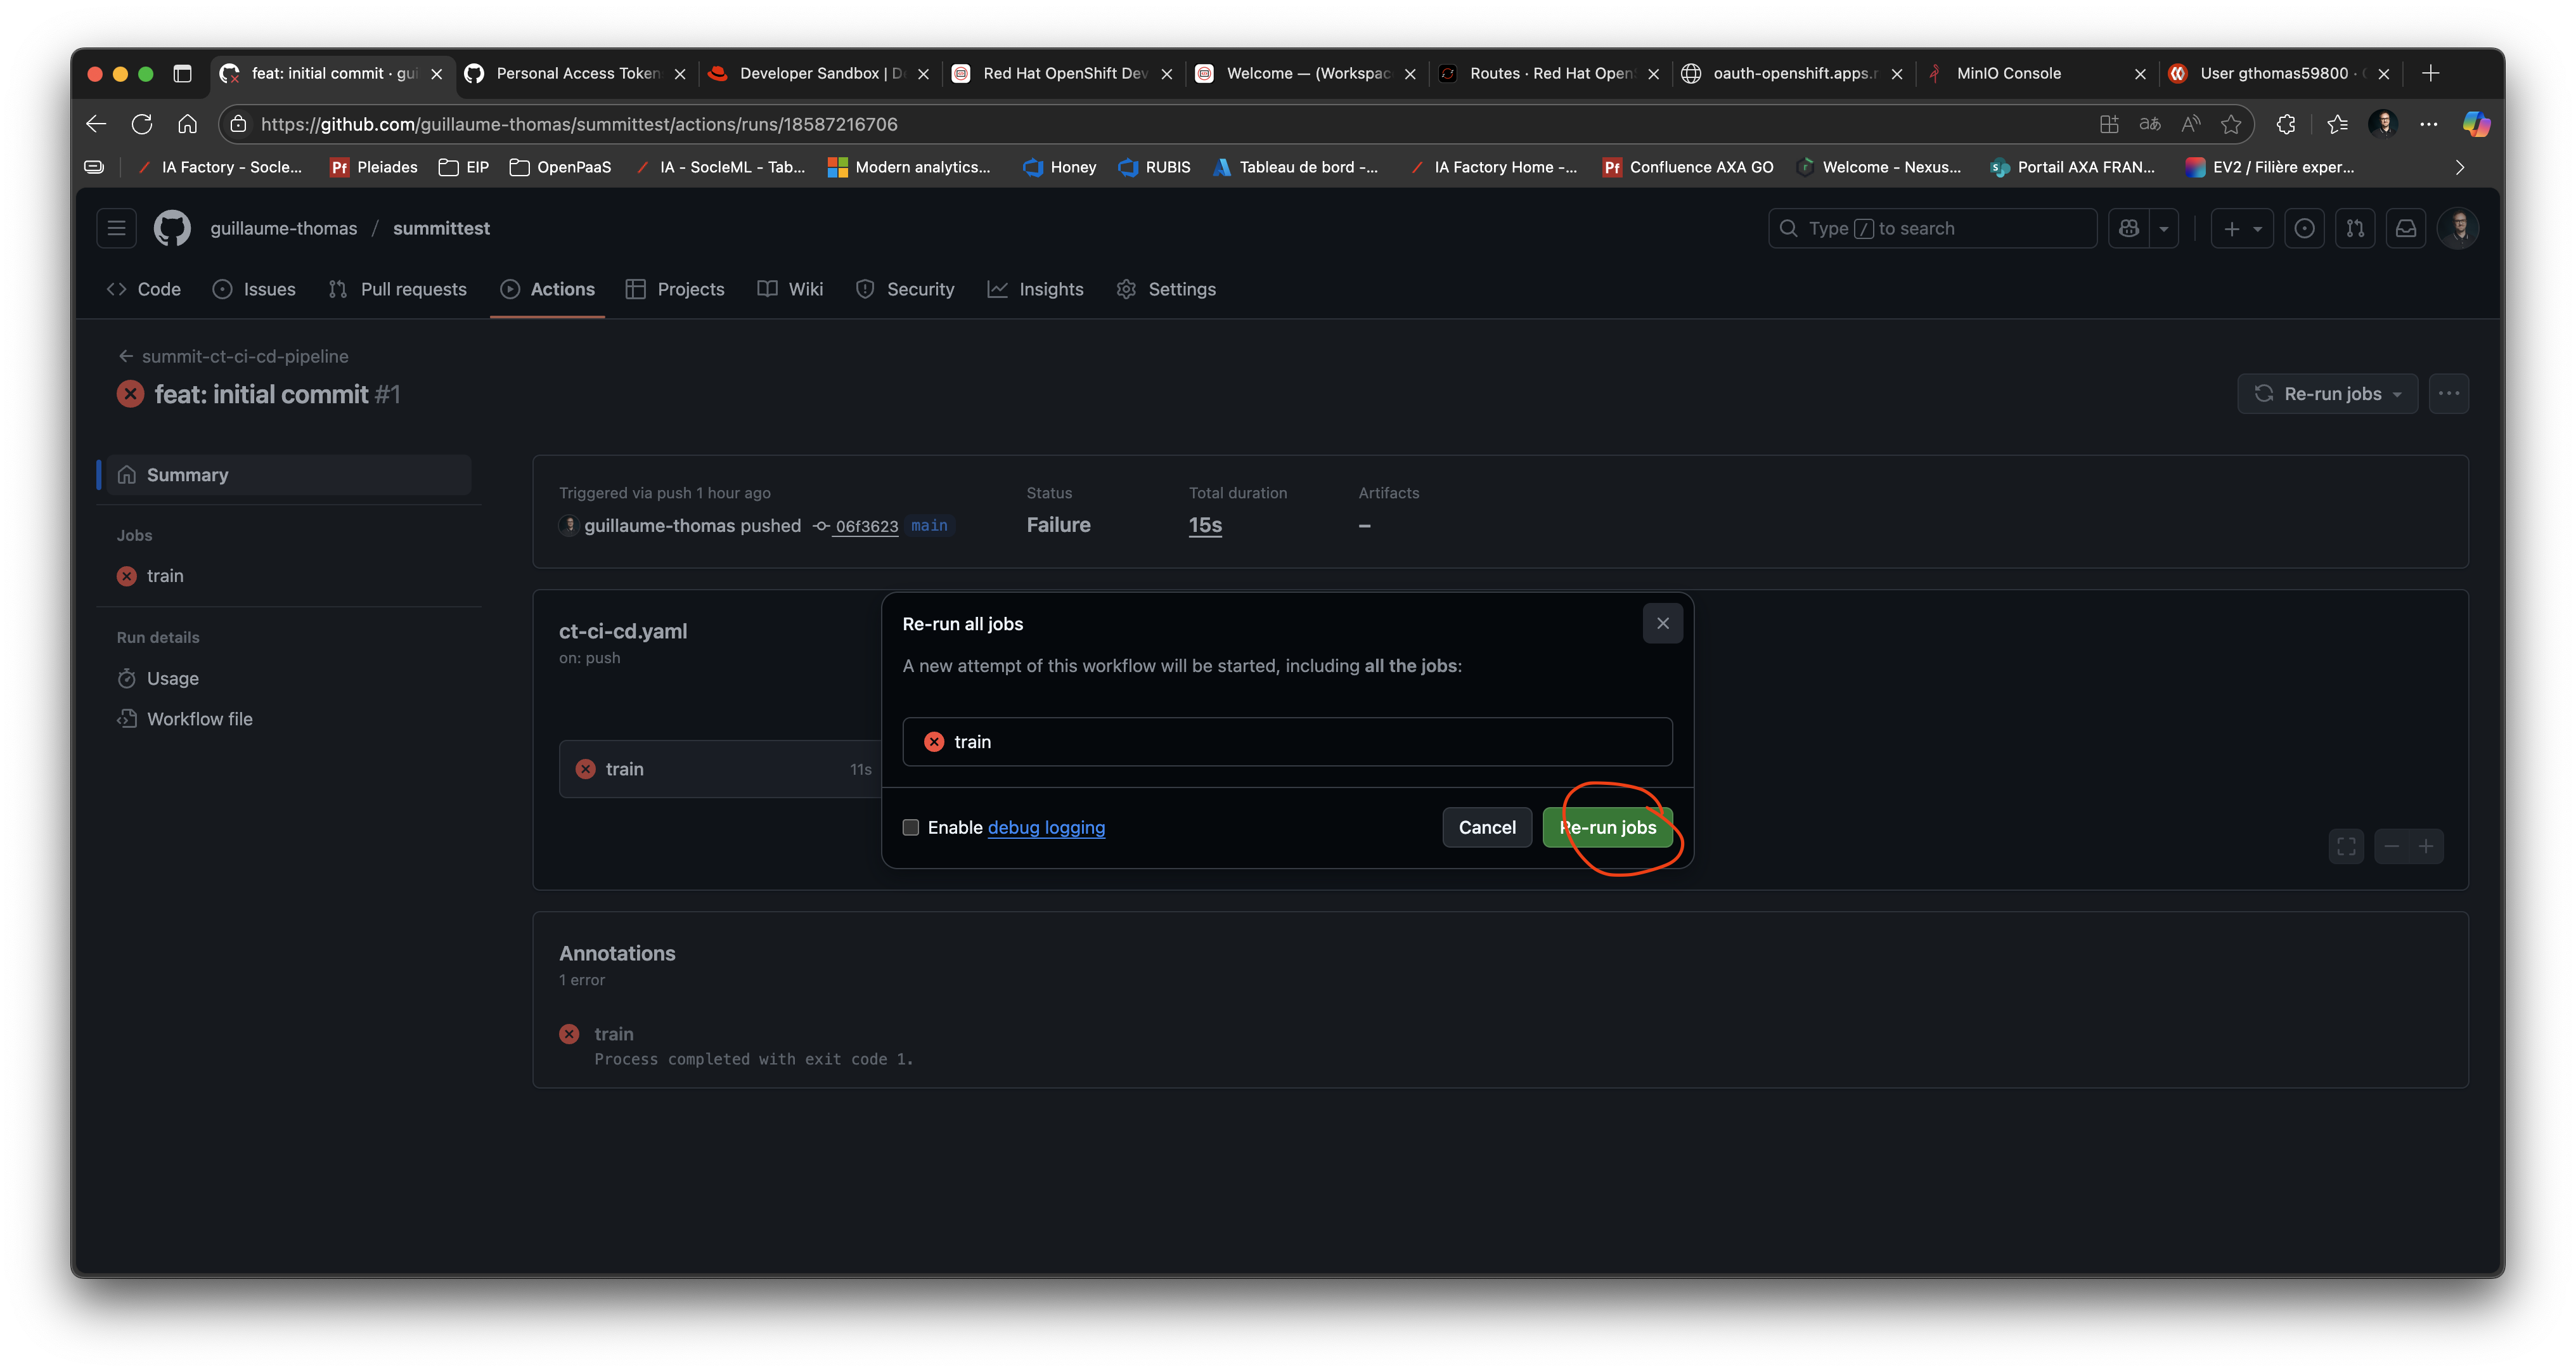 feat: initial commit · gui
Personal Access Token
Developer Sandbox | D
Red Hat OpenShift Dev
Welcome — (Workspac
Routes · Red Hat Open
oauth-openshift.apps.r
MinIO Console
User gthomas59800 ·
https://github.com/guillaume-thomas/summittest/actions/runs/18587216706
IA Factory - Socle...
Pleiades
EIP
OpenPaaS
IA - SocleML - Tab...
Modern analytics...
Honey
RUBIS
Tableau de bord -...
IA Factory Home -...
Confluence AXA GO
Welcome - Nexus...
Portail AXA FRAN...
EV2 / Filière exper...
guillaume-thomas / summittest
Type / to search
Code
Issues
Pull requests
Actions
Projects
Wiki
Security
Insights
Settings
summit-ct-ci-cd-pipeline
feat: initial commit #1
Re-run jobs
Summary
Jobs
train
Run details
Usage
Workflow file
Triggered via push 1 hour ago
guillaume-thomas pushed 06f3623 main
Status
Failure
Total duration
15s
Artifacts
–
ct-ci-cd.yaml
on: push
train 11s
Re-run all jobs
A new attempt of this workflow will be started, including all the jobs:
train
Enable debug logging
Cancel
Re-run jobs
Annotations
1 error
train
Process completed with exit code 1.